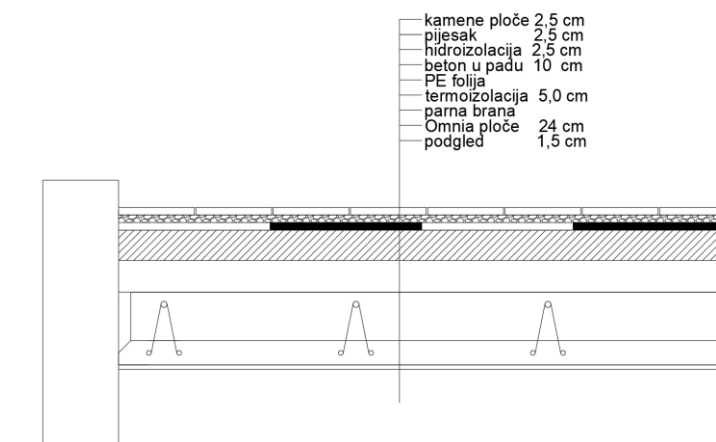 kamene ploče 2,5 cm
pijesak 2,5 cm
hidroizolacija 2,5 cm
beton u padu 10 cm
PE folija
termoizolacija 5,0 cm
parna brana
Omnia ploče 24 cm
podgled 1,5 cm